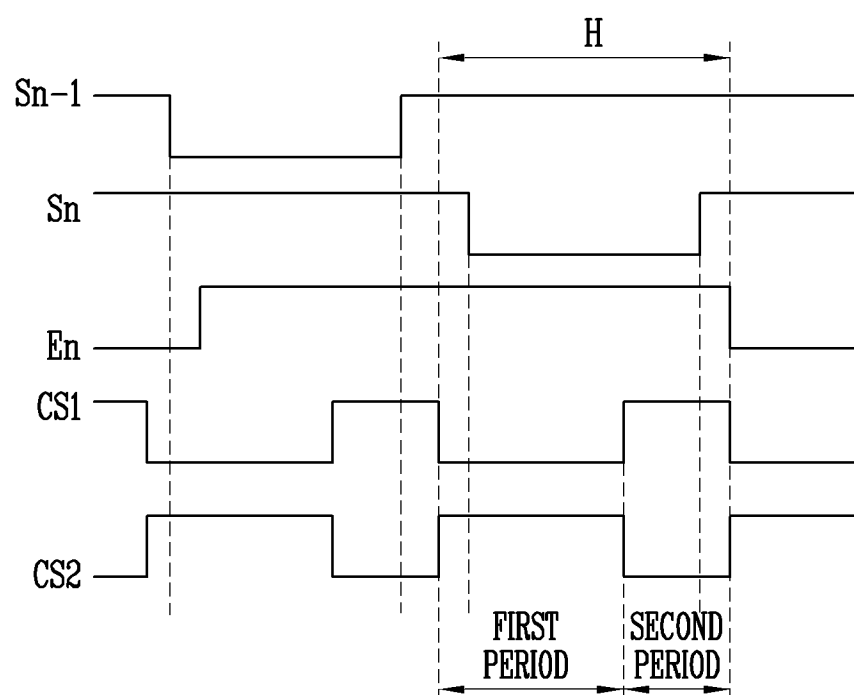 H
Sn-1
Sn
En
CS1
CS2
FIRST
PERIOD
SECOND
PERIOD